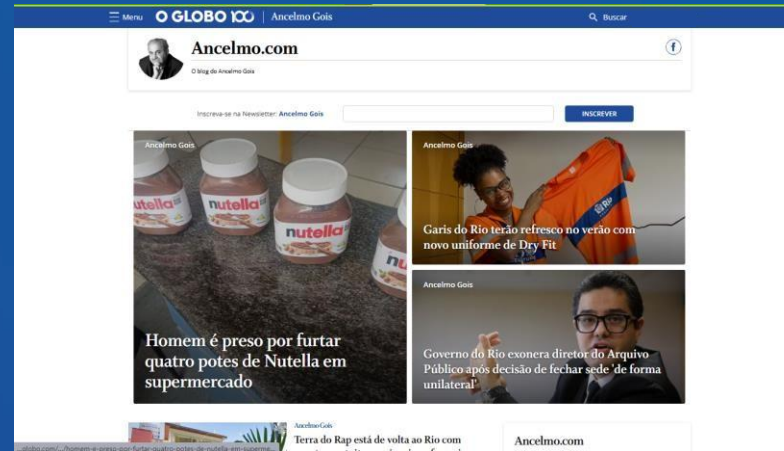 Menu
O GLOBO 100
Ancelmo Gois
Buscar
Ancelmo.com
O blog de Ancelmo Gois
Inscreva-se na Newsletter: Ancelmo Gois
INSCREVER
Ancelmo Gois
nutella
nutella
nutella
Homem é preso por furtar
quatro potes de Nutella em
supermercado
Ancelmo Gois
Garis do Rio terão refresco no verão com
novo uniforme de Dry Fit
Ancelmo Gois
Governo do Rio exonera diretor do Arquivo
Público após decisão de fechar sede 'de forma
unilateral'
Ancelmo Gois
Terra do Rap está de volta ao Rio com
Ancelmo.com